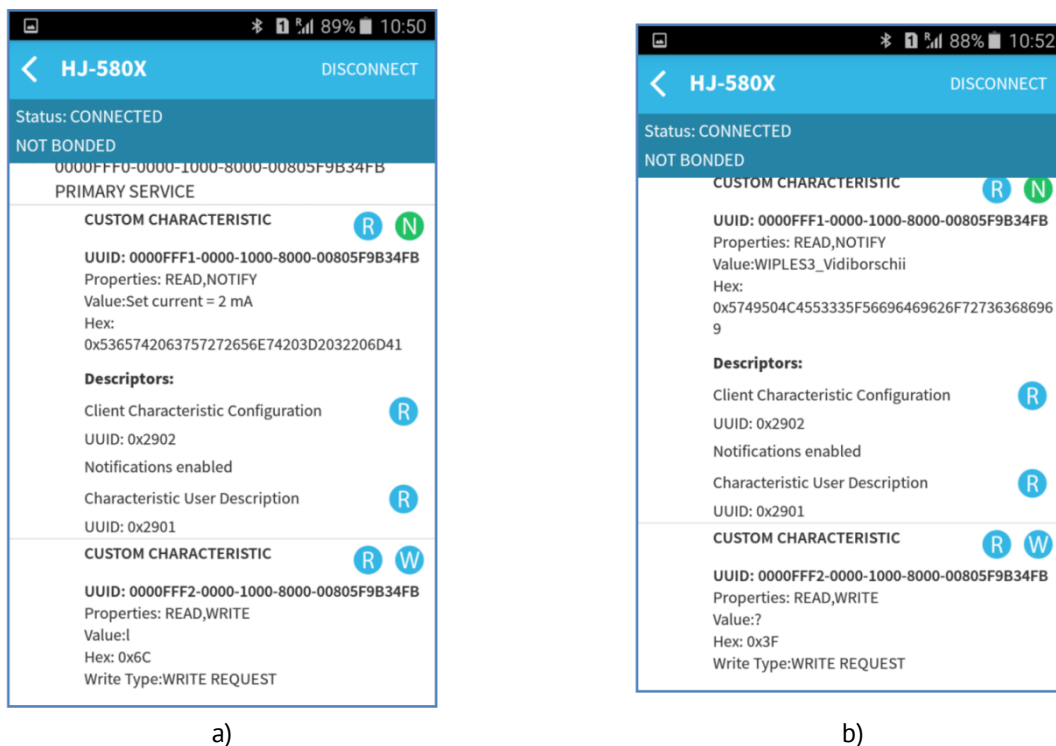 1 R 89% 10:50
HJ-580X DISCONNECT
Status: CONNECTED
NOT BONDED
0000FFF0-0000-1000-8000-00805F9B34FB
PRIMARY SERVICE
CUSTOM CHARACTERISTIC R N
UUID: 0000FFF1-0000-1000-8000-00805F9B34FB
Properties: READ,NOTIFY
Value:Set current = 2 mA
Hex:
0x5365742063757272656E74203D2032206D41
Descriptors:
Client Characteristic Configuration R
UUID: 0x2902
Notifications enabled
Characteristic User Description R
UUID: 0x2901
CUSTOM CHARACTERISTIC R W
UUID: 0000FFF2-0000-1000-8000-00805F9B34FB
Properties: READ,WRITE
Value:l
Hex: 0x6C
Write Type:WRITE REQUEST
a)
1 R 88% 10:52
HJ-580X DISCONNECT
Status: CONNECTED
NOT BONDED
CUSTOM CHARACTERISTIC R N
UUID: 0000FFF1-0000-1000-8000-00805F9B34FB
Properties: READ,NOTIFY
Value:WIPLES3_Vidiborschii
Hex:
0x5749504C4553335F56696469626F72736368696
9
Descriptors:
Client Characteristic Configuration R
UUID: 0x2902
Notifications enabled
Characteristic User Description R
UUID: 0x2901
CUSTOM CHARACTERISTIC R W
UUID: 0000FFF2-0000-1000-8000-00805F9B34FB
Properties: READ,WRITE
Value:?
Hex: 0x3F
Write Type:WRITE REQUEST
b)